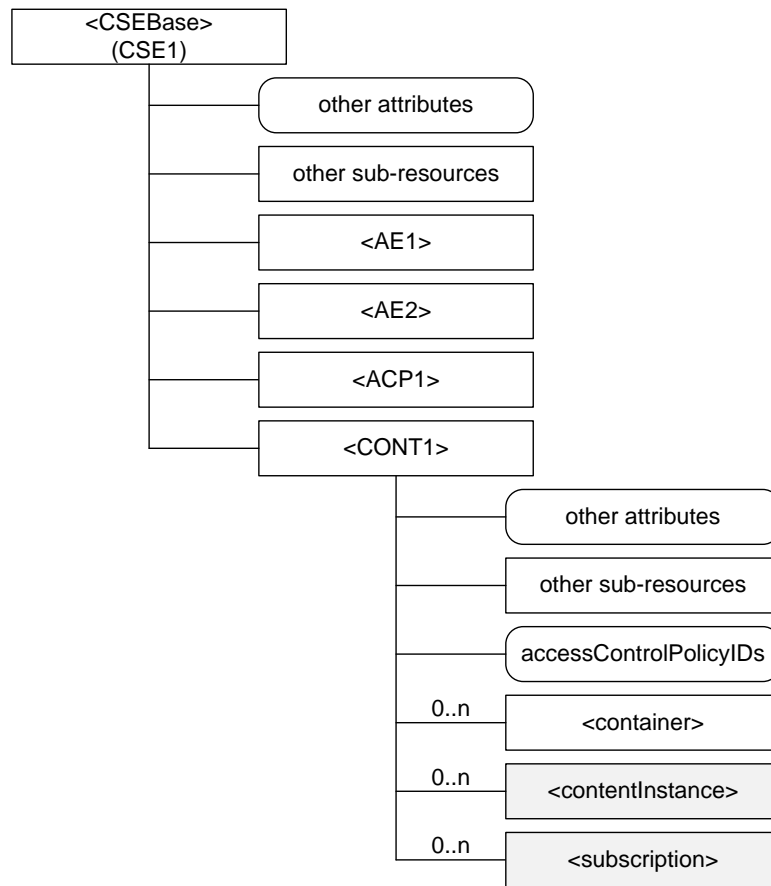 <CSEBase>
(CSE1)
other attributes
other sub-resources
<AE1>
<AE2>
<ACP1>
<CONT1>
other attributes
other sub-resources
accessControlPolicyIDs
0..n
<container>
0..n
<contentInstance>
0..n
<subscription>